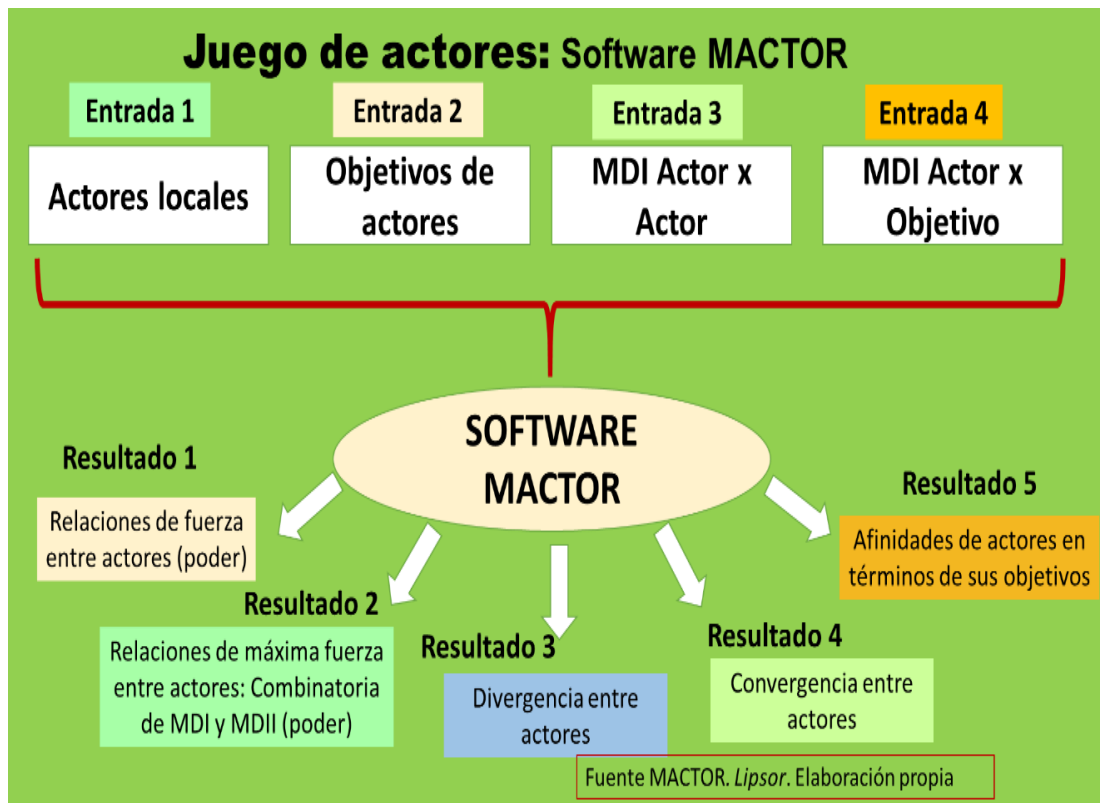 Juego de actores: Software MACTOR
Entrada 1
Entrada 2
Entrada 3
Entrada 4
Actores locales
Objetivos de
actores
MDI Actor x
Actor
MDI Actor x
Objetivo
SOFTWARE
MACTOR
Resultado 1
Relaciones de fuerza
entre actores (poder)
Resultado 2
Relaciones de máxima fuerza
entre actores: Combinatoria
de MDI y MDII (poder)
Resultado 3
Divergencia entre
actores
Resultado 4
Convergencia entre
actores
Resultado 5
Afinidades de actores en
términos de sus objetivos
Fuente MACTOR. Lipsor. Elaboración propia